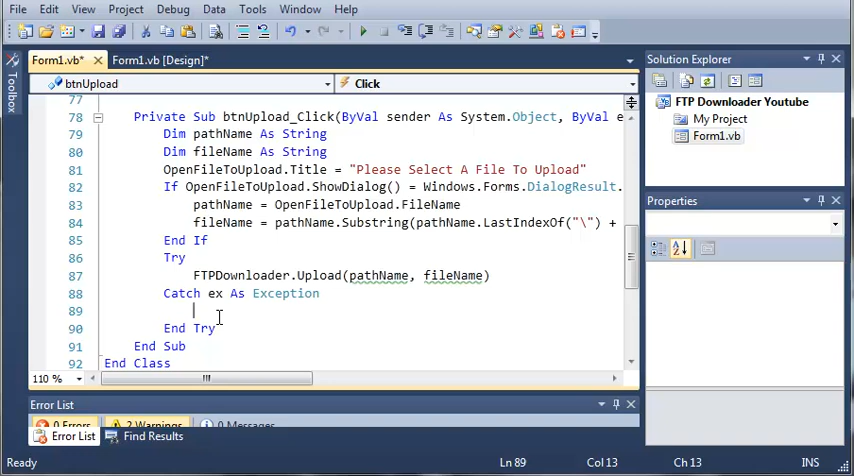 File Edit View Project Debug Data Tools Window Help
Form1.vb* Form1.vb [Design]*
btnUpload Click
77
78 Private Sub btnUpload_Click(ByVal sender As System.Object, ByVal e
79 Dim pathName As String
80 Dim fileName As String
81 OpenFileToUpload.Title = "Please Select A File To Upload"
82 If OpenFileToUpload.ShowDialog() = Windows.Forms.DialogResult.
83 pathName = OpenFileToUpload.FileName
84 fileName = pathName.Substring(pathName.LastIndexOf("\") +
85 End If
86 Try
87 FTPDownloader.Upload(pathName, fileName)
88 Catch ex As Exception
89
90 End Try
91 End Sub
92 End Class
110 %
Toolbox
Solution Explorer
FTP Downloader Youtube
My Project
Form1.vb
Properties
Error List
0 Errors 2 Warnings 0 Messages
Error List Find Results
Ready Ln 89 Col 13 Ch 13 INS